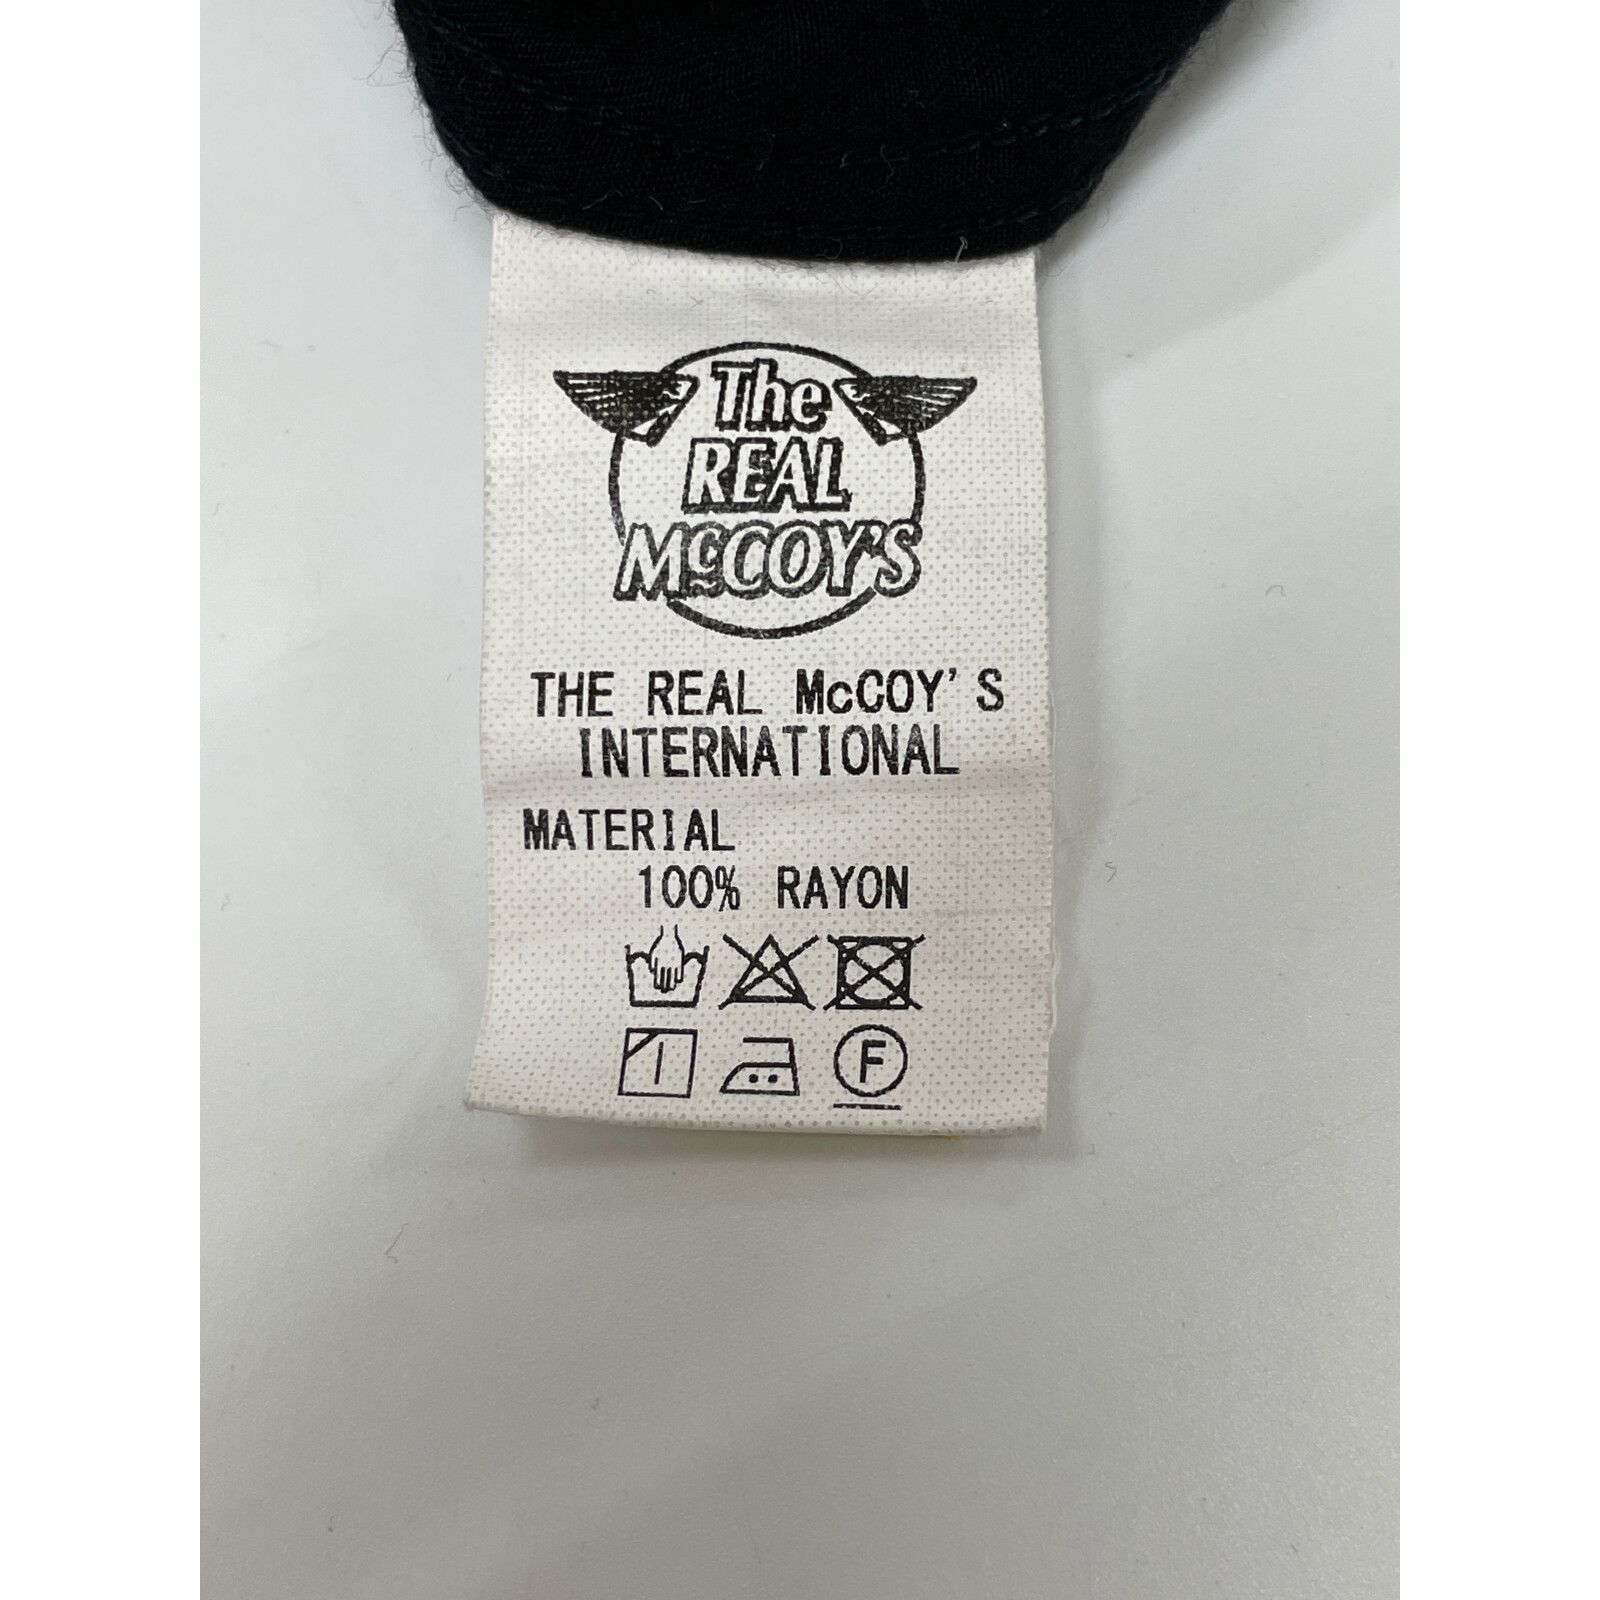 The
REAL
McCOY'S
THE REAL McCOY'S
INTERNATIONAL
MATERIAL
100% RAYON
F